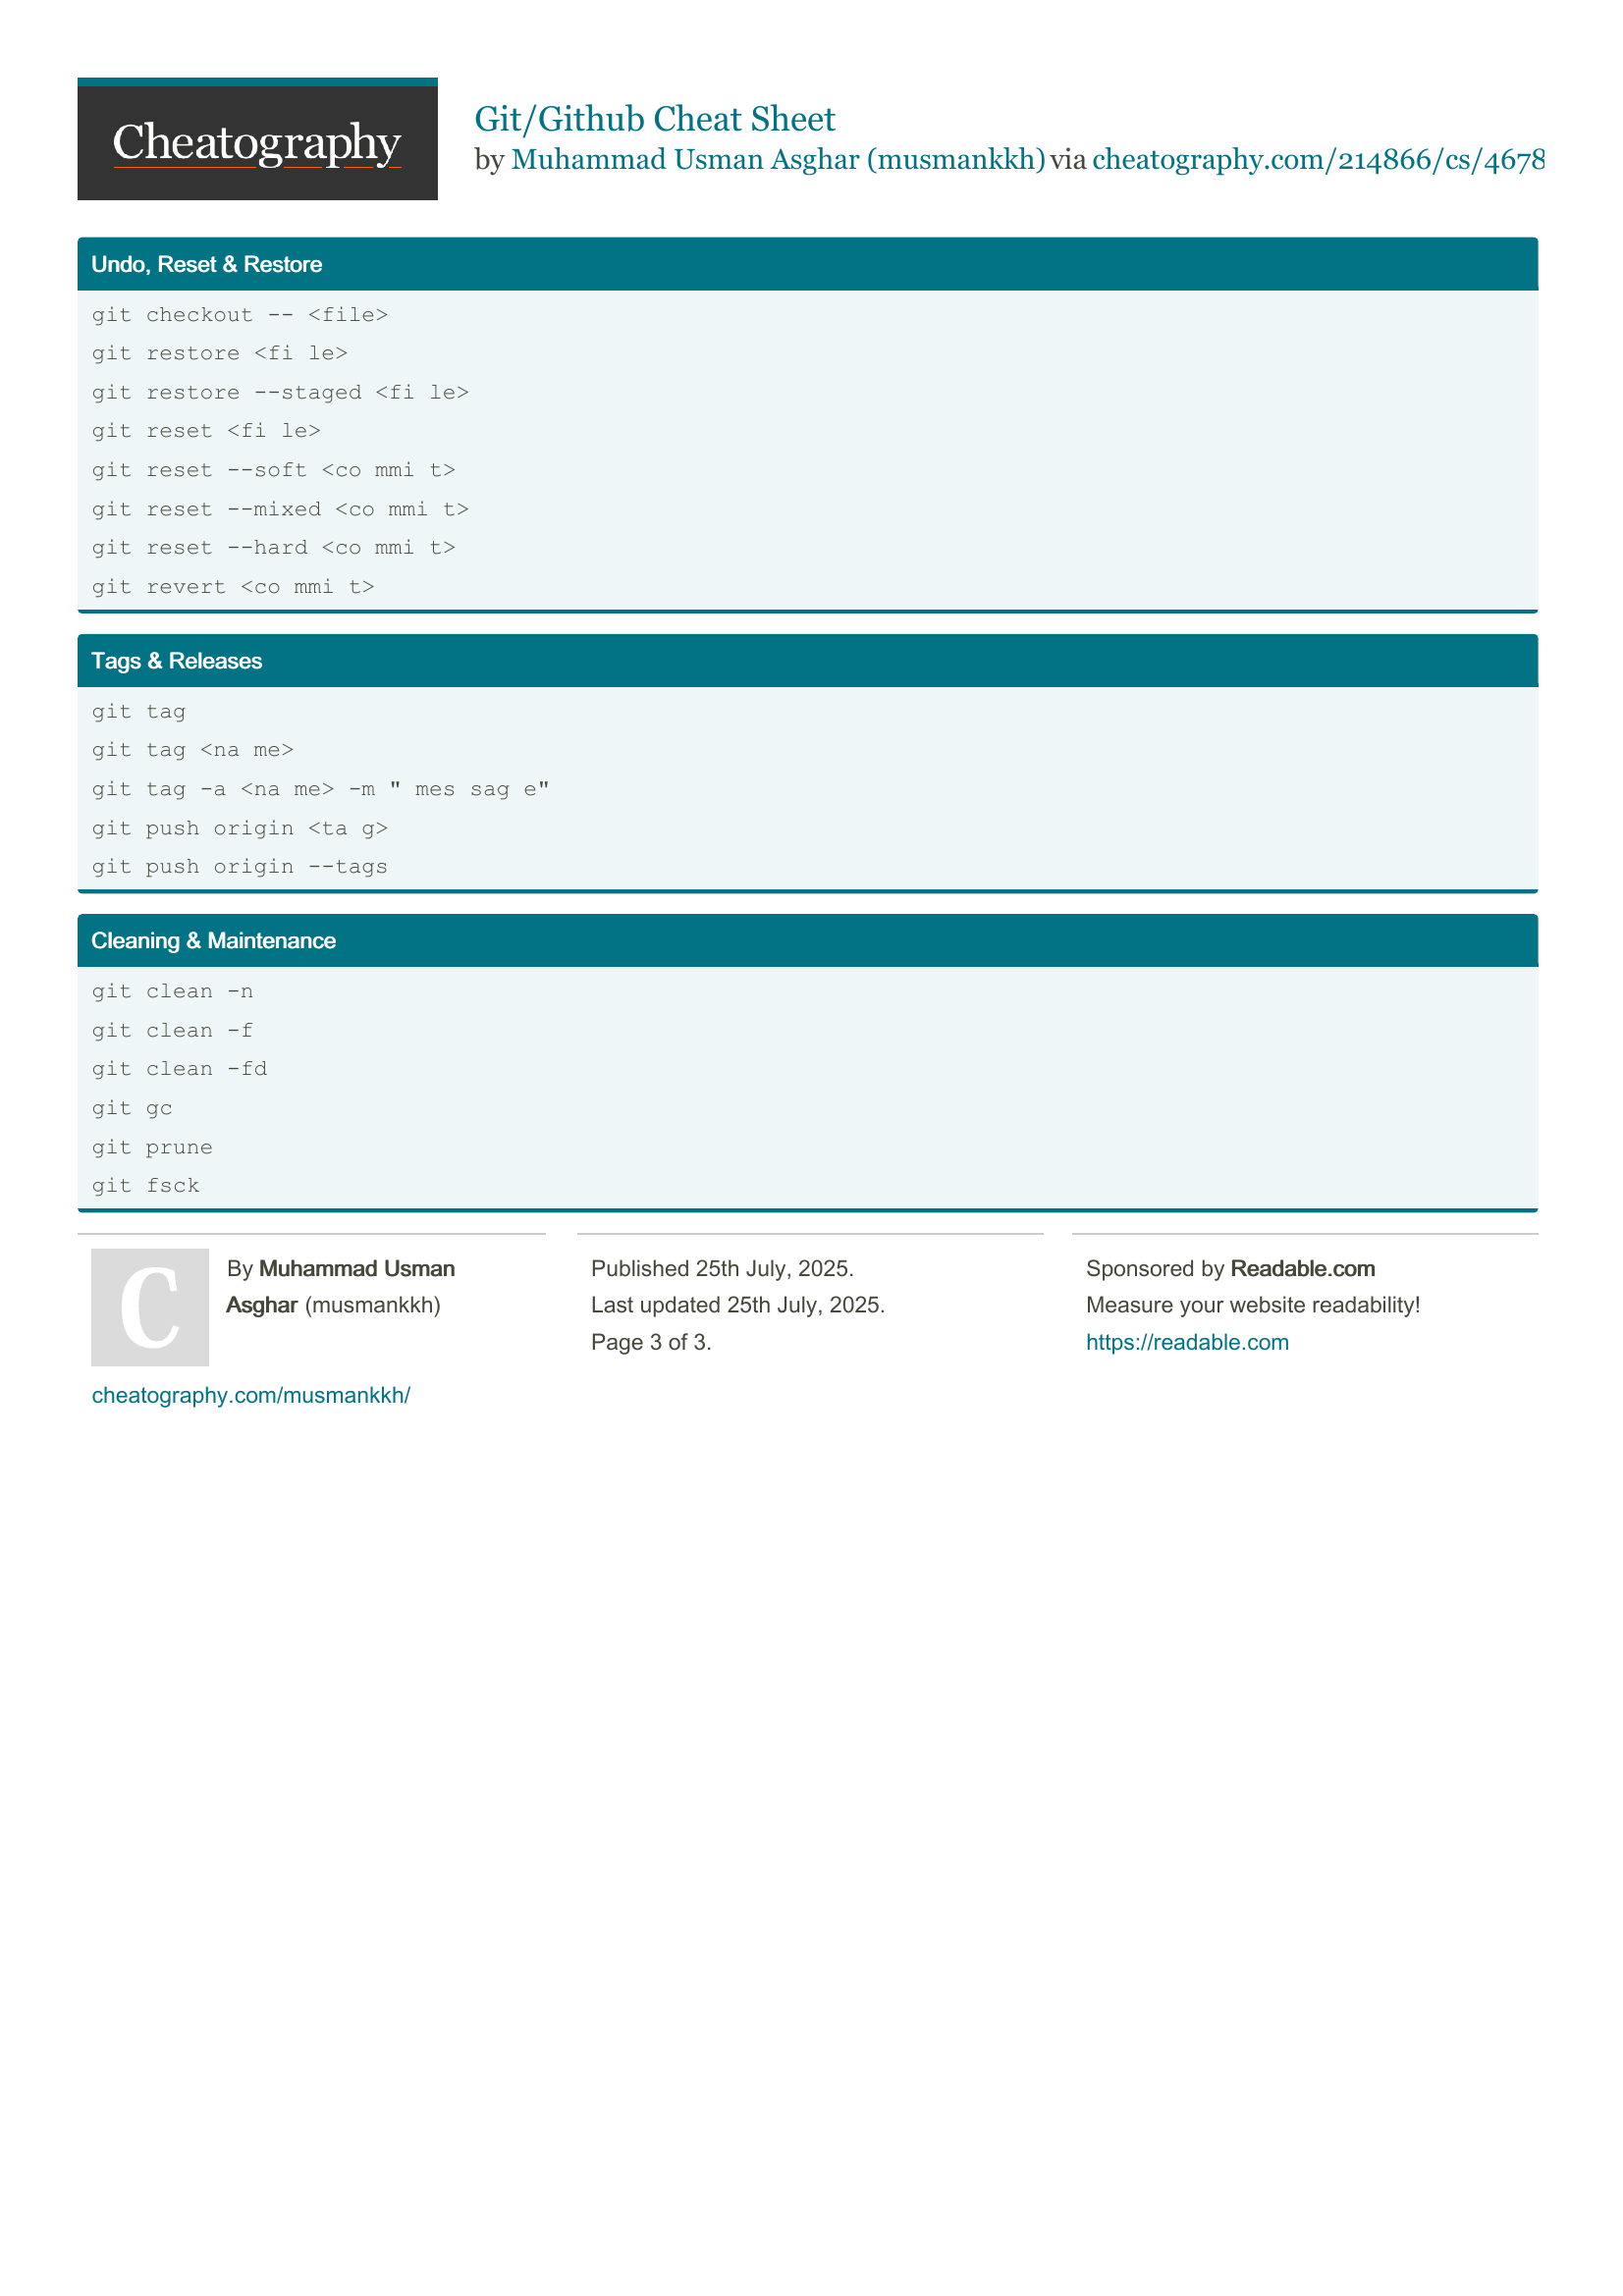 Cheatography
Git/Github Cheat Sheet
by Muhammad Usman Asghar (musmankkh) via cheatography.com/214866/cs/4678
Undo, Reset & Restore
git checkout -- <file>
git restore <fi le>
git restore --staged <fi le>
git reset <fi le>
git reset --soft <co mmi t>
git reset --mixed <co mmi t>
git reset --hard <co mmi t>
git revert <co mmi t>
Tags & Releases
git tag
git tag <na me>
git tag -a <na me> -m " mes sag e"
git push origin <ta g>
git push origin --tags
Cleaning & Maintenance
git clean -n
git clean -f
git clean -fd
git gc
git prune
git fsck
C
By Muhammad Usman
Asghar (musmankkh)
cheatography.com/musmankkh/
Published 25th July, 2025.
Last updated 25th July, 2025.
Page 3 of 3.
Sponsored by Readable.com
Measure your website readability!
https://readable.com